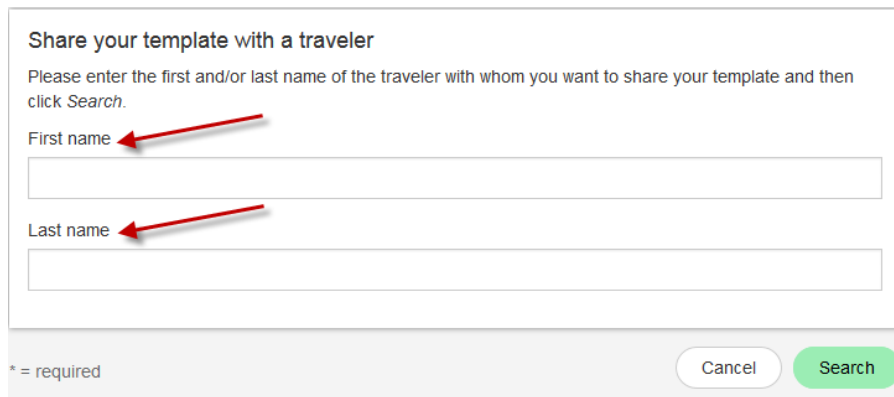 Share your template with a traveler
Please enter the first and/or last name of the traveler with whom you want to share your template and then
click Search.
First name
Last name
* = required
Cancel
Search